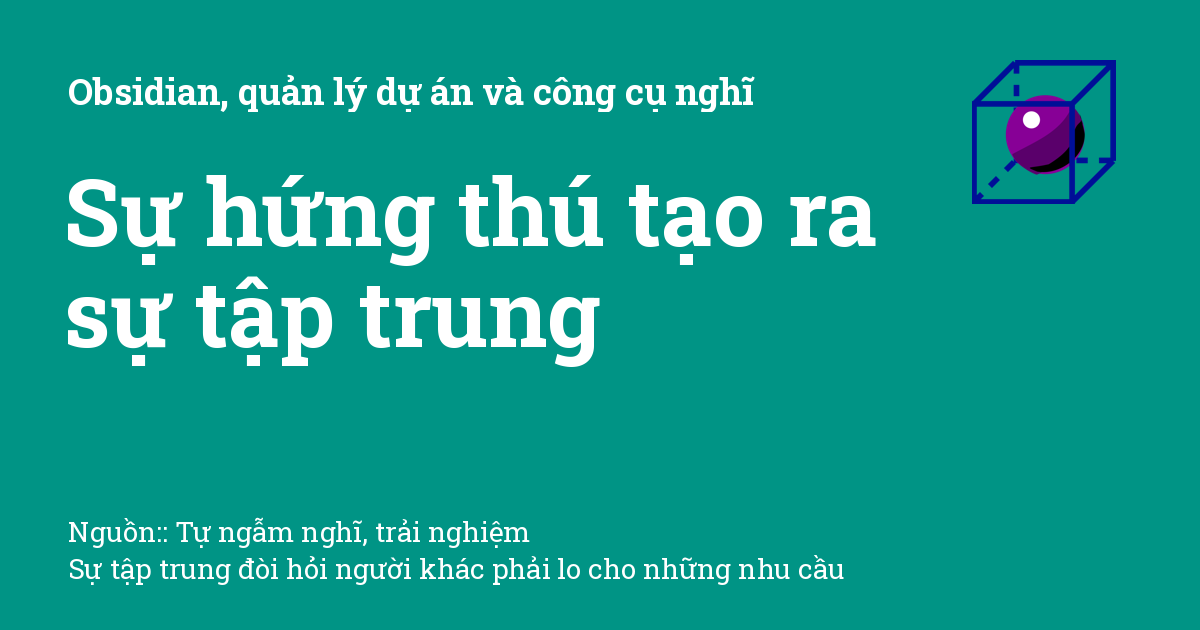 Obsidian, quản lý dự án và công cụ nghĩ
Sự hứng thú tạo ra
sự tập trung
Nguồn:: Tự ngẫm nghĩ, trải nghiệm
Sự tập trung đòi hỏi người khác phải lo cho những nhu cầu